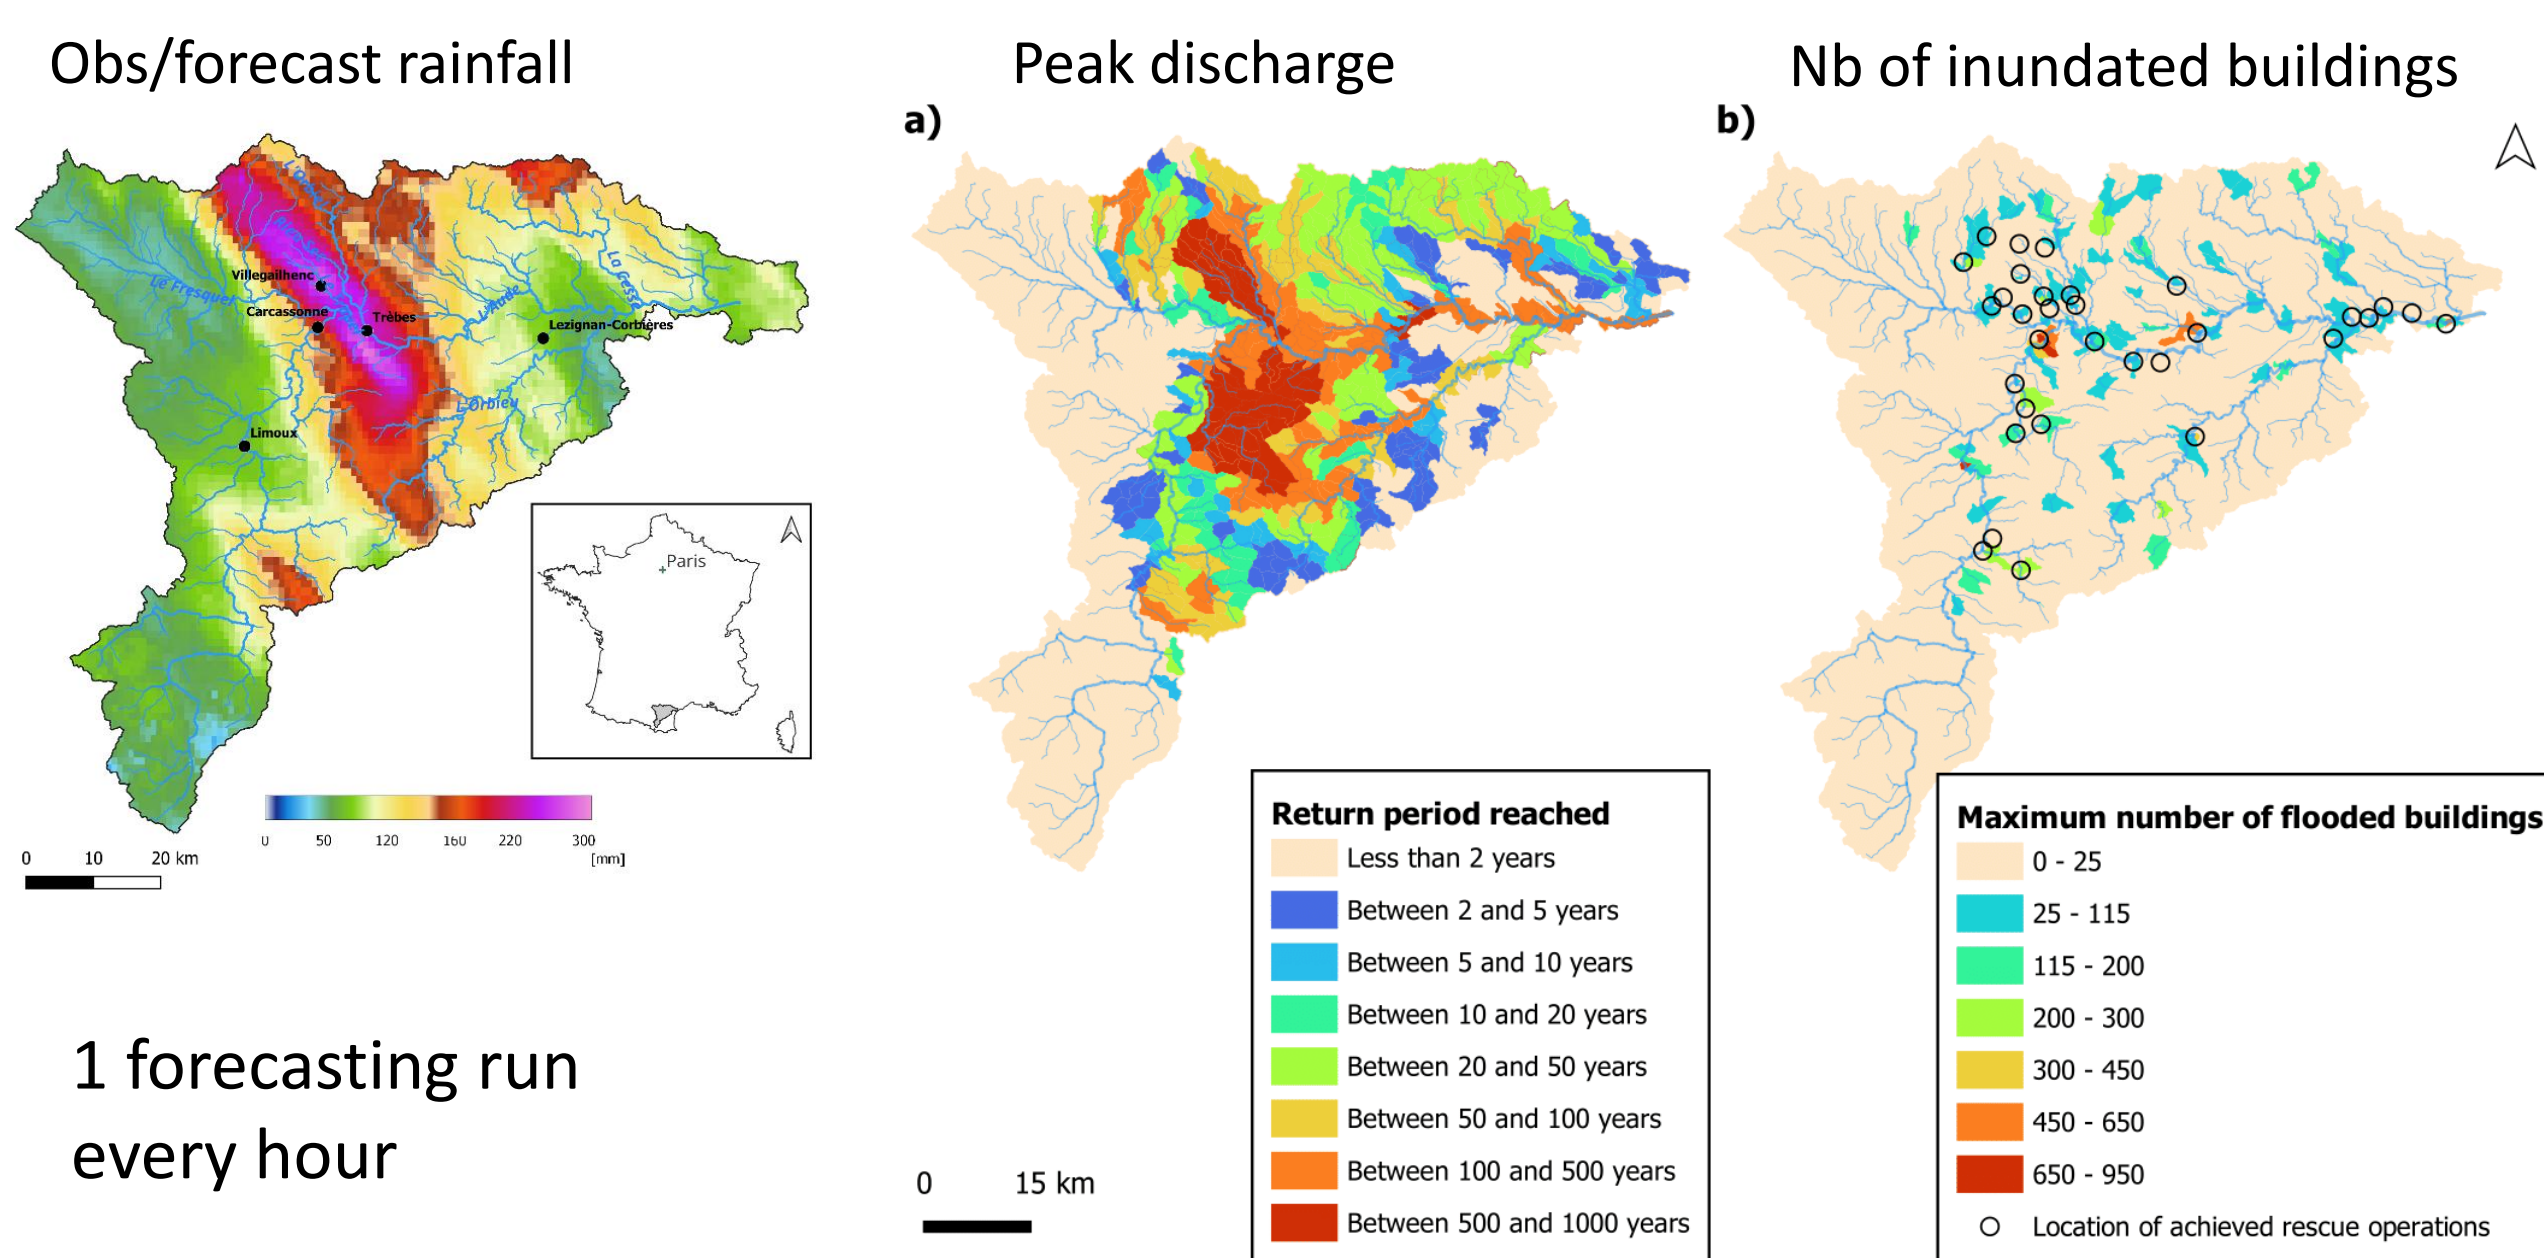 Obs/forecast rainfall
Peak discharge
Nb of inundated buildings
a)
b)
Villegailhenc
Le Fresquel
Carcassonne
Trèbes
L'Aude
La Cesse
Lezignan-Corbières
L'Orbieu
Limoux
Paris
0 50 120 160 220 300
[mm]
0 10 20 km
1 forecasting run
every hour
0 15 km
Return period reached
Less than 2 years
Between 2 and 5 years
Between 5 and 10 years
Between 10 and 20 years
Between 20 and 50 years
Between 50 and 100 years
Between 100 and 500 years
Between 500 and 1000 years
Maximum number of flooded buildings
0 - 25
25 - 115
115 - 200
200 - 300
300 - 450
450 - 650
650 - 950
Location of achieved rescue operations